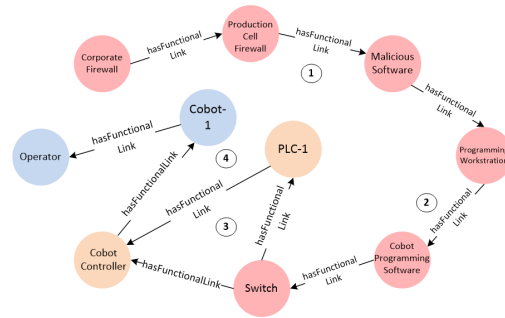 Corporate
Firewall
hasFunctional
Link
Production
Cell
Firewall
hasFunctional
Link
1
Malicious
Software
hasFunctional
Link
Programming
Workstration
2
hasFunctional
Link
Cobot
Programming
Software
hasFunctional
Link
Switch
hasFunctional
Link
PLC-1
hasFunctional
Link
3
hasFunctionalLink
Cobot
Controller
hasFunctionalLink
4
Cobot-
1
hasFunctional
Link
Operator